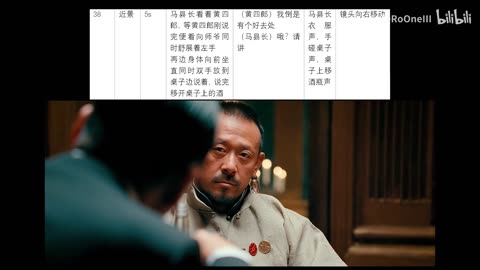 38
近景
5s
马县长看着黄四
郎、等黄四郎刚说
完便看向师爷同
时舒展着左手
再边身体向前坐
直同时双手放到
桌子边说着，说完
移开桌子上的酒
（黄四郎）我倒是
有个好去处
（马县长）哦？请
讲
马县长
衣服
声、手
碰桌子
声、桌
子上移
酒瓶声
镜头向右移动
RoOneIII
bilibili